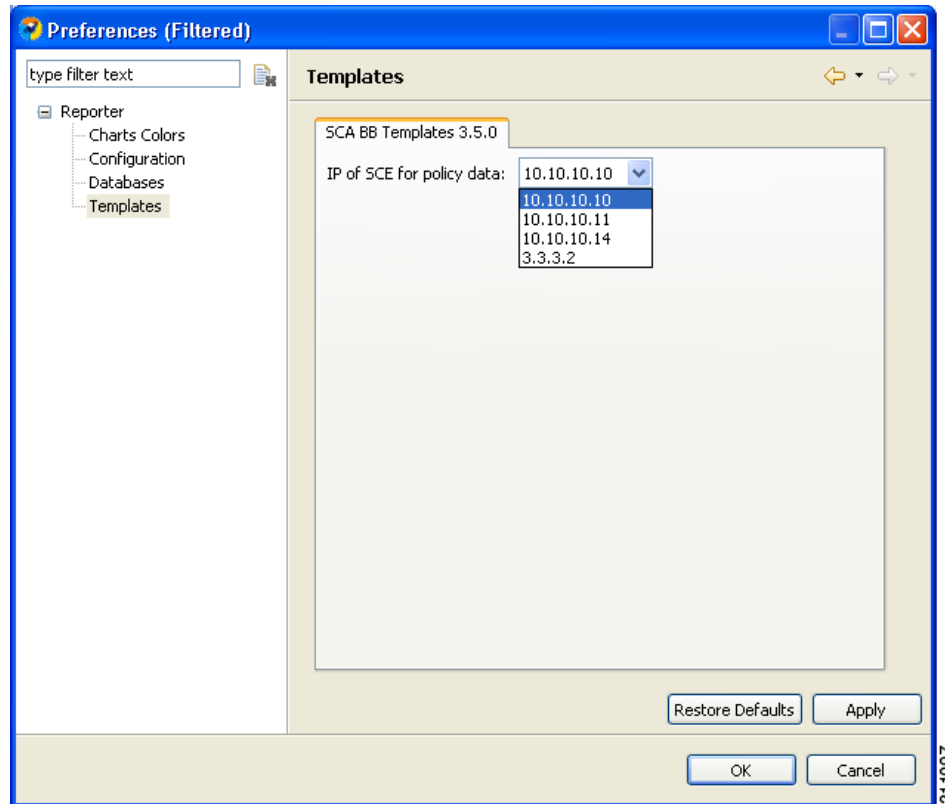 Preferences (Filtered)
type filter text
Reporter
Charts Colors
Configuration
Databases
Templates
Templates
SCA BB Templates 3.5.0
IP of SCE for policy data: 10.10.10.10
10.10.10.10
10.10.10.11
10.10.10.14
3.3.3.2
Restore Defaults Apply
OK Cancel